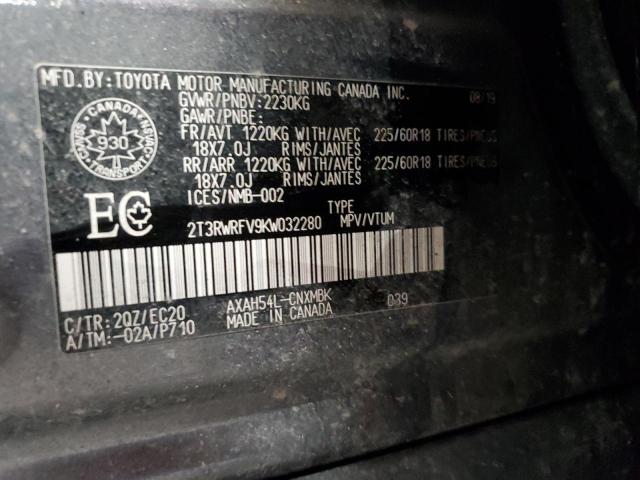 MFD.BY:TOYOTA MOTOR MANUFACTURING CANADA INC. 08/19
GVWR/PNBV:2230KG
GAWR/PNBE:
FR/AVT 1220KG WITH/AVEC 225/60R18 TIRES/PNEUS
18X7.0J RIMS/JANTES
RR/ARR 1220KG WITH/AVEC 225/60R18 TIRES/PNEUS
18X7.0J RIMS/JANTES
ICES/NMB-002
CANADA
930
TRANSPORT
EC
TYPE
2T3RWRFV9KW032280 MPV/VTUM
C/TR:2QZ/EC20 AXAH54L-CNXMBK 039
A/TM:-02A/P710 MADE IN CANADA